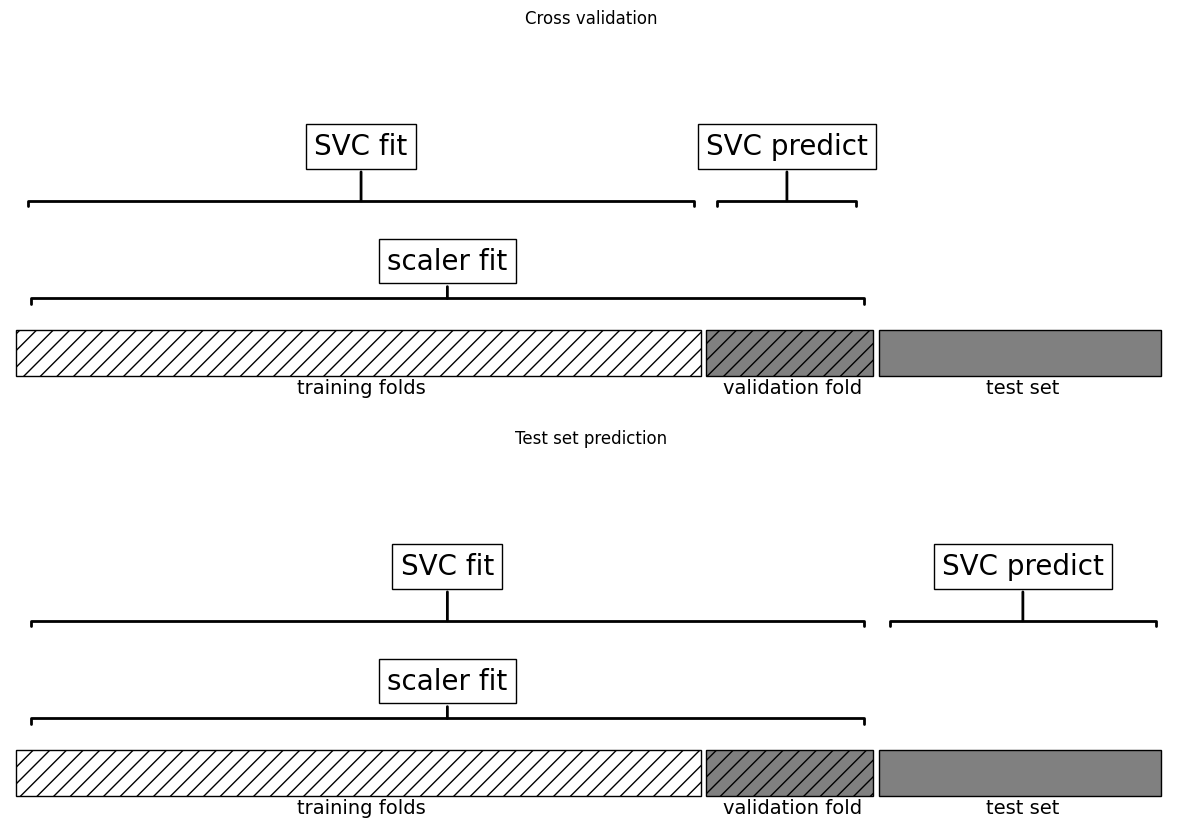 Cross validation
SVC fit
SVC predict
scaler fit
training folds
validation fold
test set
Test set prediction
SVC fit
SVC predict
scaler fit
training folds
validation fold
test set